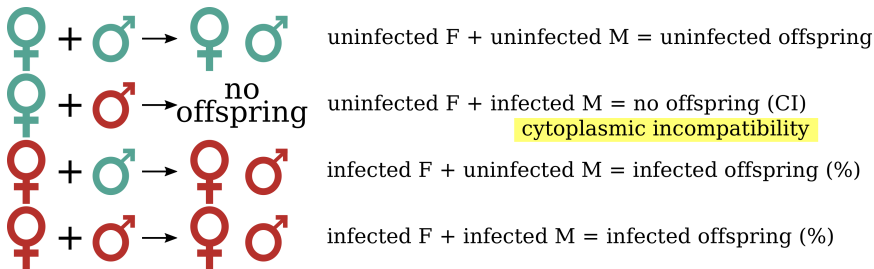 uninfected F + uninfected M = uninfected offspring
no
offspring
uninfected F + infected M = no offspring (CI)
cytoplasmic incompatibility
infected F + uninfected M = infected offspring (%)
infected F + infected M = infected offspring (%)